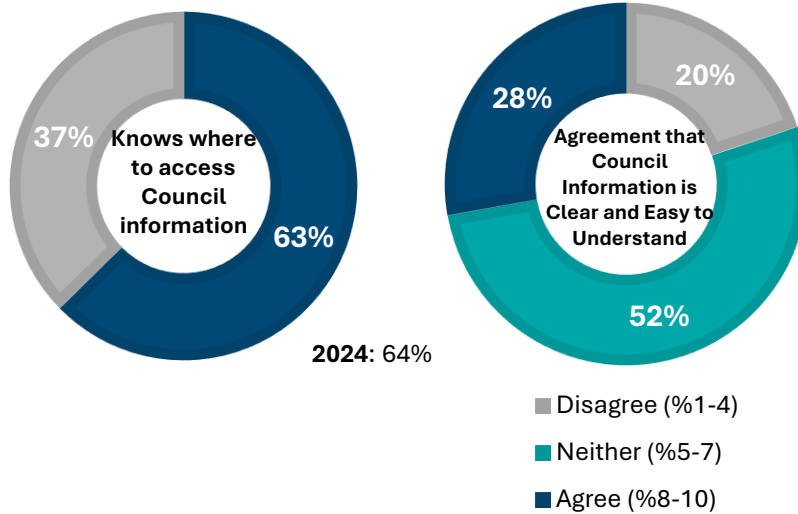 37%
Knows where
to access
Council
information
63%
2024: 64%
28%
20%
Agreement that
Council
Information is
Clear and Easy to
Understand
52%
Disagree (%1-4)
Neither (%5-7)
Agree (%8-10)